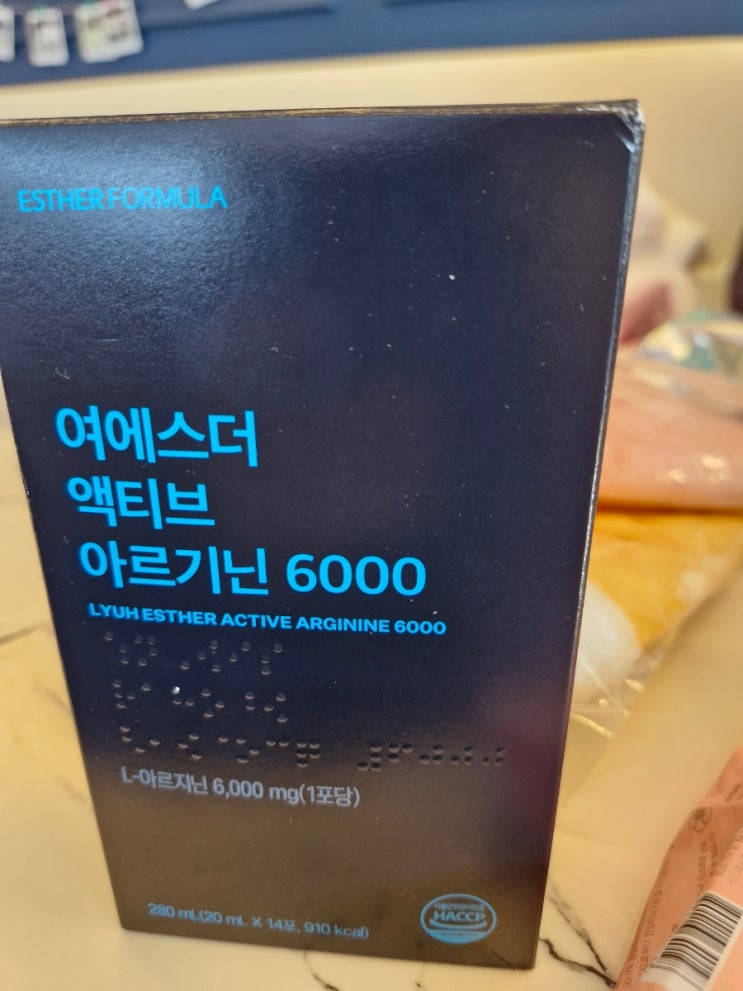 ESTHER FORMULA
여에스더
액티브
아르기닌 6000
LYUH ESTHER ACTIVE ARGININE 6000
L-아르지닌 6,000 mg(1포당)
280 mL(20 mL X 14포, 910 kcal)
HACCP